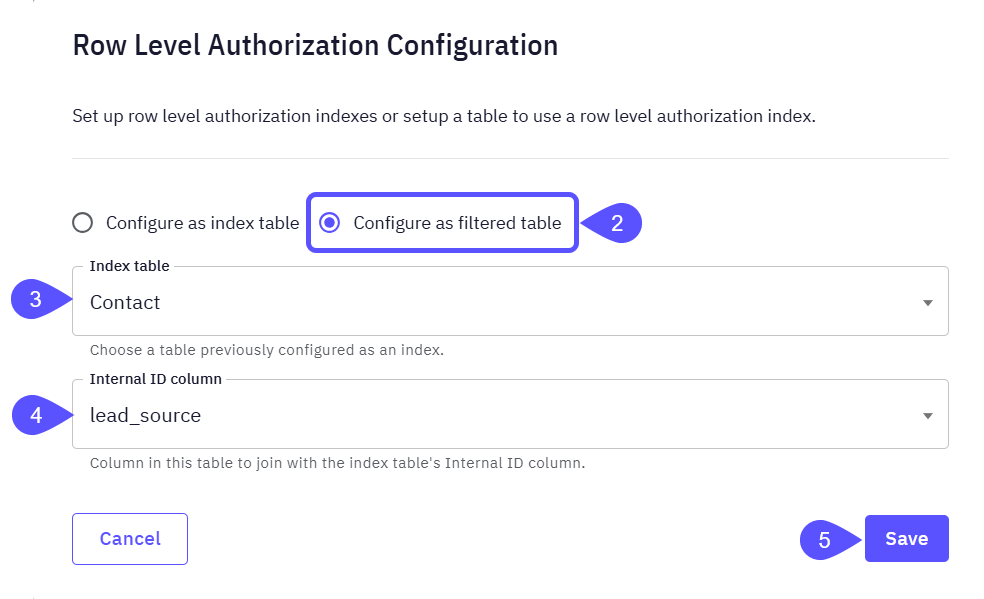 Row Level Authorization Configuration
Set up row level authorization indexes or setup a table to use a row level authorization index.
Configure as index table Configure as filtered table 2
Index table
3 Contact
Choose a table previously configured as an index.
Internal ID column
4 lead_source
Column in this table to join with the index table's Internal ID column.
Cancel 5 Save